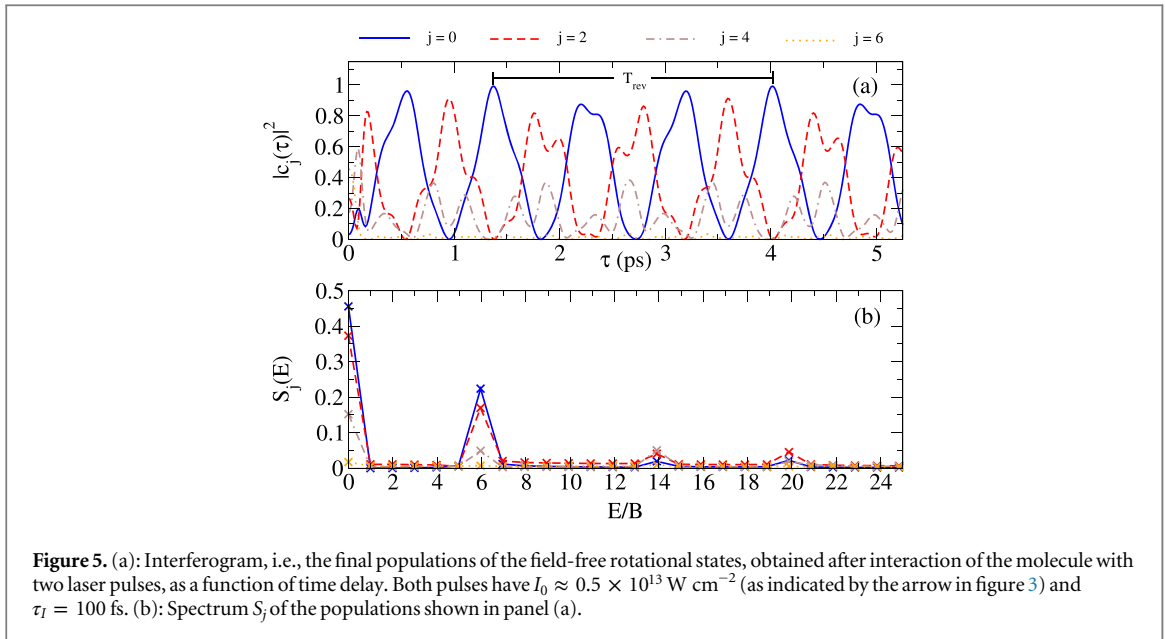 j = 0 j = 2 j = 4 j = 6
1
0.8
0.6
0.4
0.2
0
|c_j(τ)|²
T_rev
(a)
0 1 2 3 4 5
τ (ps)
0.5
0.4
0.3
0.2
0.1
0
S_j(E)
(b)
0 2 4 6 8 10 12 14 16 18 20 22 24
E/B
Figure 5. (a): Interferogram, i.e., the final populations of the field-free rotational states, obtained after interaction of the molecule with
two laser pulses, as a function of time delay. Both pulses have I₀ ≈ 0.5 × 10¹³ W cm⁻² (as indicated by the arrow in figure 3) and
τ_I = 100 fs. (b): Spectrum S_j of the populations shown in panel (a).